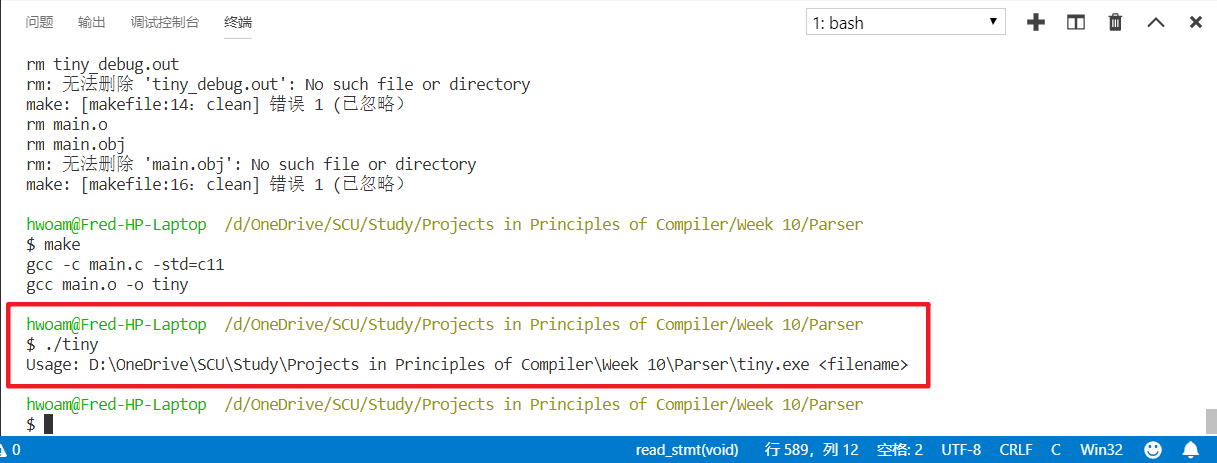 问题 输出 调试控制台 终端 1: bash
rm tiny_debug.out
rm: 无法删除 'tiny_debug.out': No such file or directory
make: [makefile:14：clean] 错误 1 (已忽略）
rm main.o
rm main.obj
rm: 无法删除 'main.obj': No such file or directory
make: [makefile:16：clean] 错误 1 (已忽略）
hwoam@Fred-HP-Laptop /d/OneDrive/SCU/Study/Projects in Principles of Compiler/Week 10/Parser
$ make
gcc -c main.c -std=c11
gcc main.o -o tiny
hwoam@Fred-HP-Laptop /d/OneDrive/SCU/Study/Projects in Principles of Compiler/Week 10/Parser
$ ./tiny
Usage: D:\OneDrive\SCU\Study\Projects in Principles of Compiler\Week 10\Parser\tiny.exe <filename>
hwoam@Fred-HP-Laptop /d/OneDrive/SCU/Study/Projects in Principles of Compiler/Week 10/Parser
$
0 read_stmt(void) 行 589，列 12 空格: 2 UTF-8 CRLF C Win32